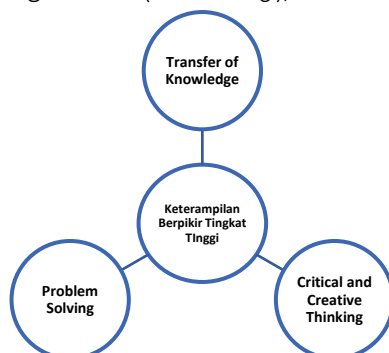 Transfer of
Knowledge
Keterampilan
Berpikir Tingkat
TInggi
Problem
Solving
Critical and
Creative
Thinking